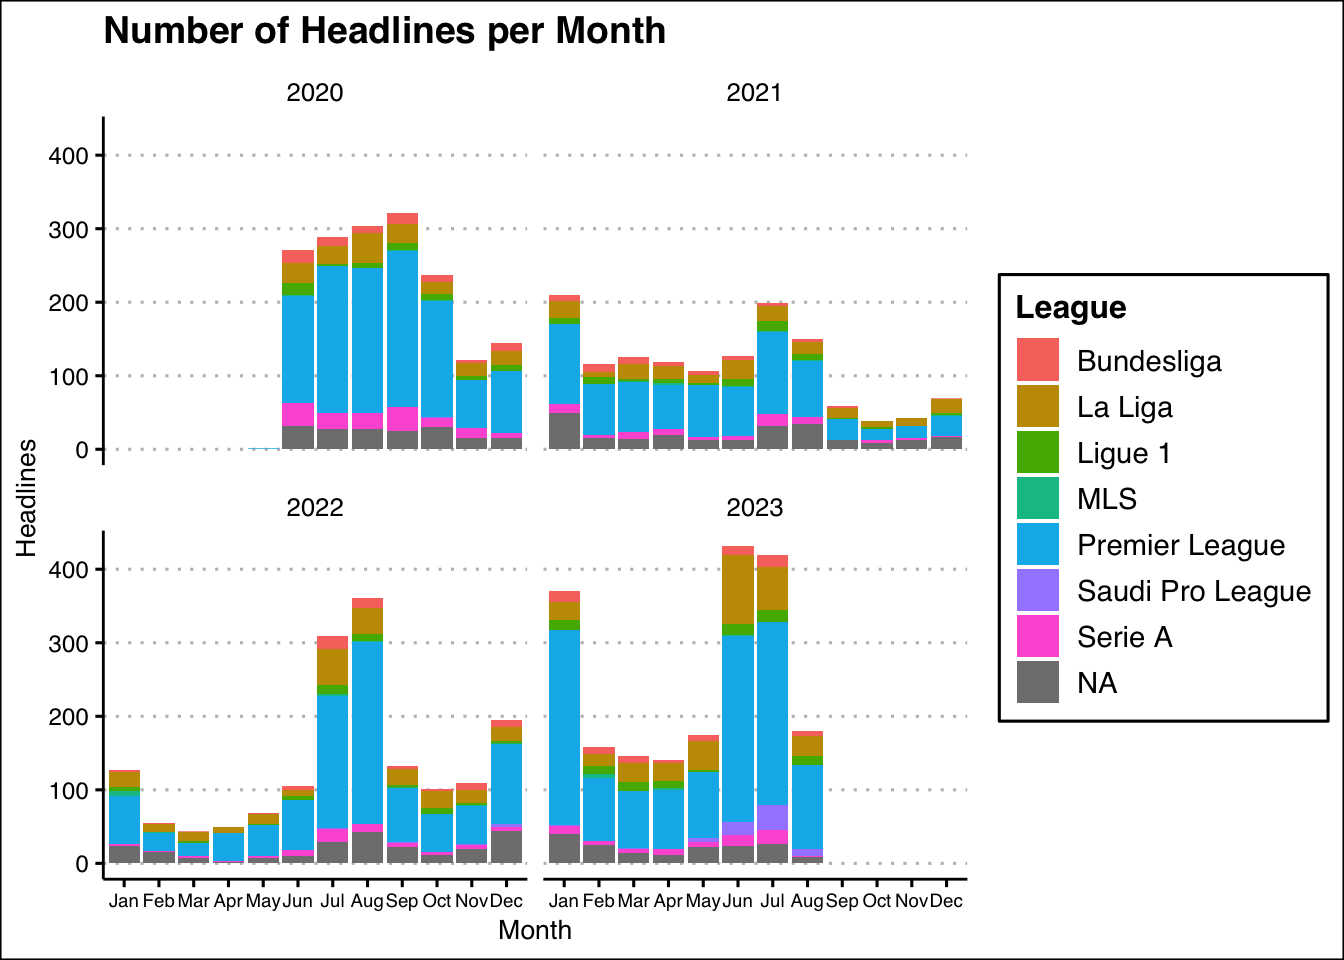 Number of Headlines per Month
2020
2021
400
300
200
100
0
Headlines
2022
2023
400
300
200
100
0
Jan Feb Mar Apr May Jun Jul Aug Sep Oct Nov Dec
Jan Feb Mar Apr May Jun Jul Aug Sep Oct Nov Dec
Month
League
Bundesliga
La Liga
Ligue 1
MLS
Premier League
Saudi Pro League
Serie A
NA